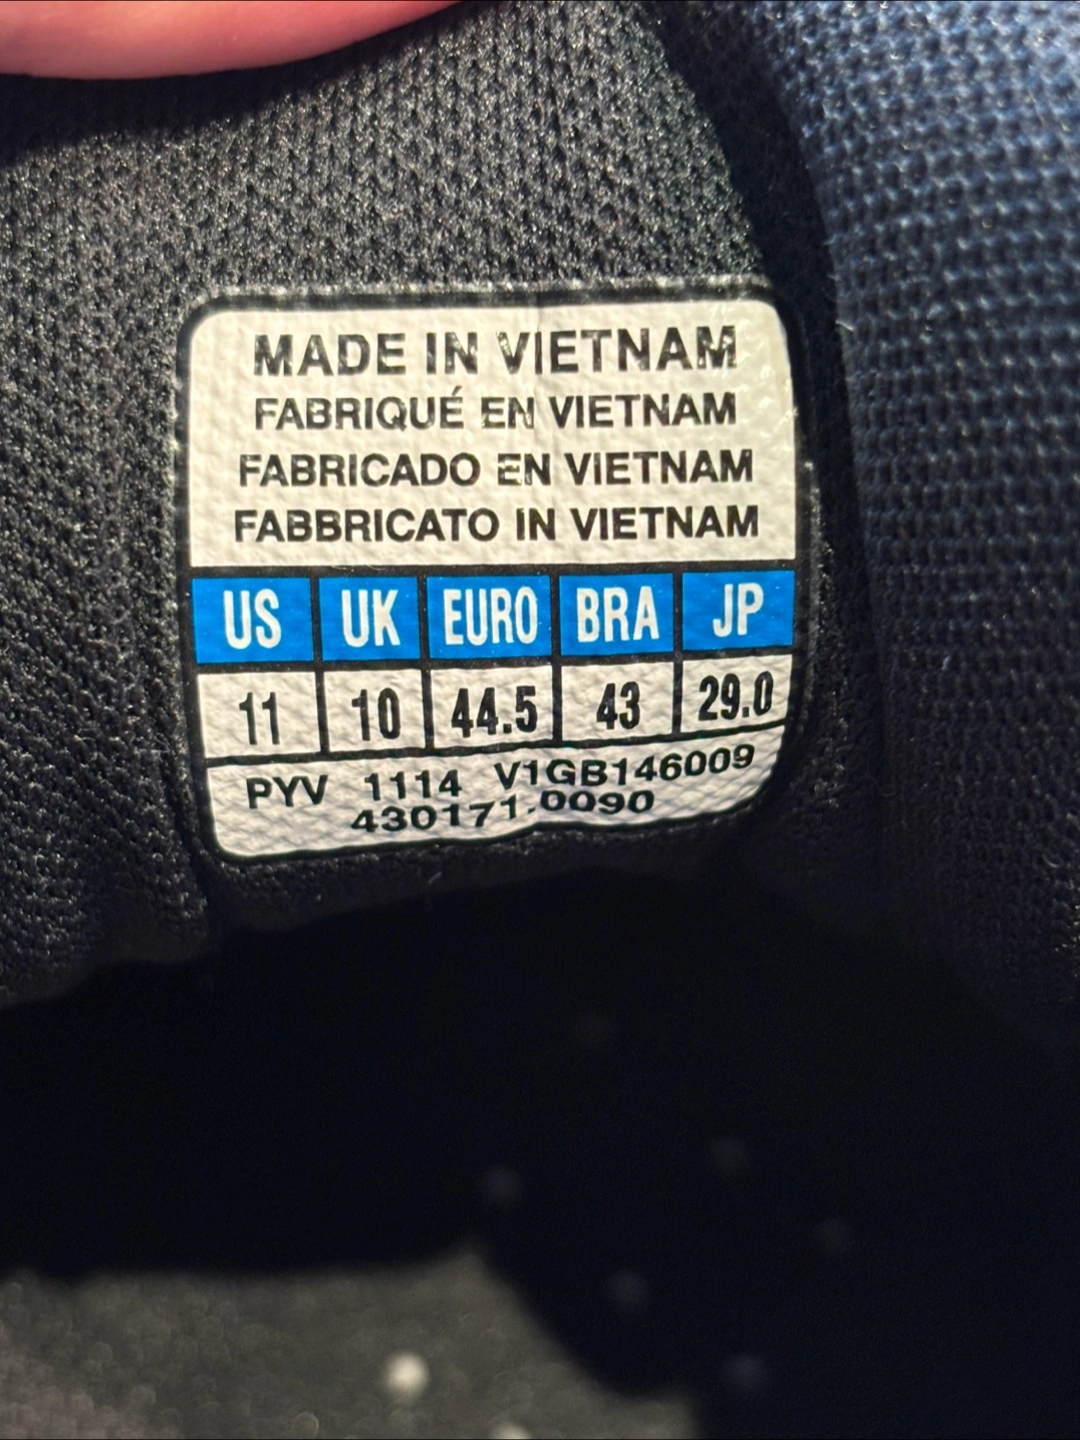 MADE IN VIETNAM
FABRIQUÉ EN VIETNAM
FABRICADO EN VIETNAM
FABBRICATO IN VIETNAM
US UK EURO BRA JP
11 10 44.5 43 29.0
PYV 1114 V1GB146009
430171.0090